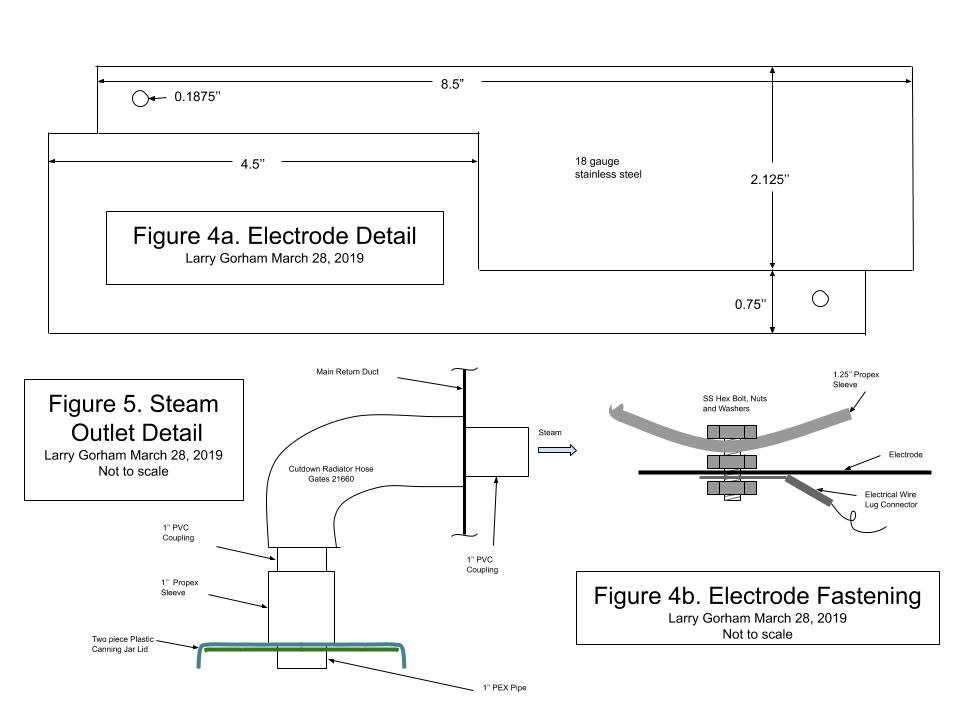 8.5”
0.1875’’
4.5’’
18 gauge
stainless steel
2.125’’
Figure 4a. Electrode Detail
Larry Gorham March 28, 2019
0.75’’
Main Return Duct
1.25’’ Propex
Sleeve
Figure 5. Steam
Outlet Detail
Larry Gorham March 28, 2019
Not to scale
SS Hex Bolt, Nuts
and Washers
Steam
Electrode
Cutdown Radiator Hose
Gates 21660
Electrical Wire
Lug Connector
1’’ PVC
Coupling
1’’ PVC
Coupling
1’’ Propex
Sleeve
Figure 4b. Electrode Fastening
Larry Gorham March 28, 2019
Not to scale
Two piece Plastic
Canning Jar Lid
1’’ PEX Pipe